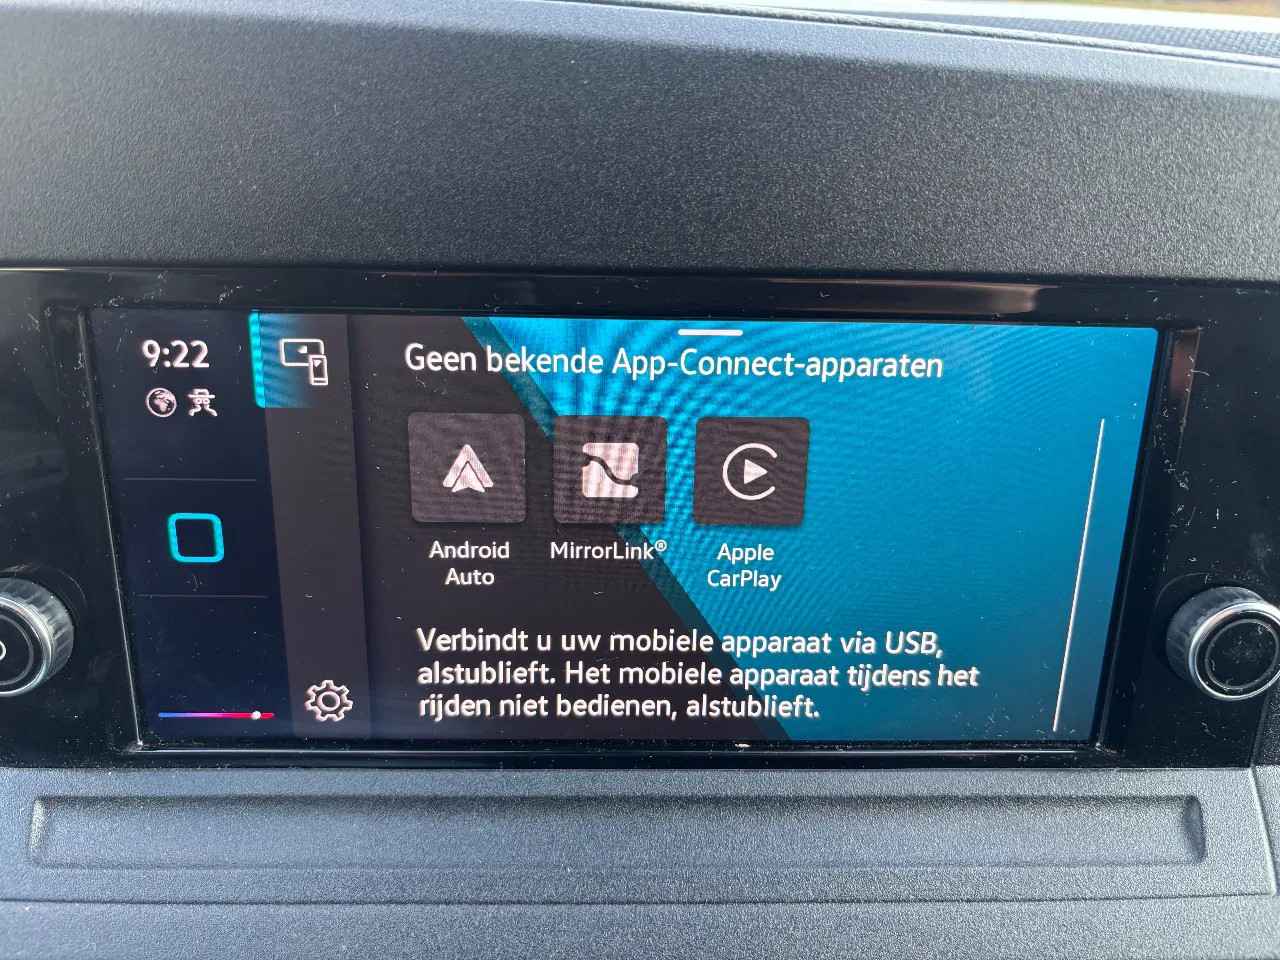 9:22
Geen bekende App-Connect-apparaten
Android
Auto
MirrorLink®
Apple
CarPlay
Verbindt u uw mobiele apparaat via USB,
alstublieft. Het mobiele apparaat tijdens het
rijden niet bedienen, alstublieft.